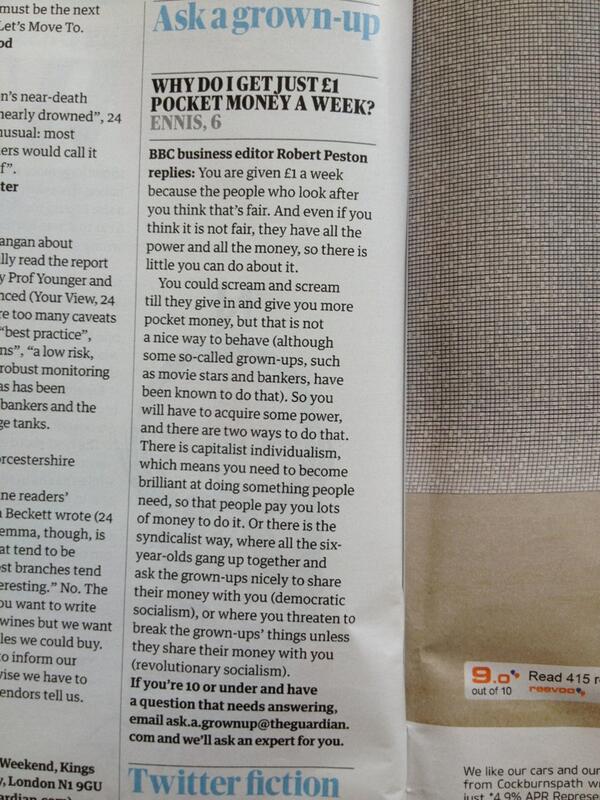 must be the next
Let's Move To.
od
n's near-death
nearly drowned", 24
nusual: most
ers would call it
f".
ter
angan about
lly read the report
y Prof Younger and
nced (Your View, 24
re too many caveats
"best practice",
ns", "a low risk,
robust monitoring
as has been
bankers and the
ge tanks.
rcestershire
ne readers'
Beckett wrote (24
emma, though, is
at tend to be
st branches tend
eresting." No. The
ou want to write
wines but we want
les we could buy.
to inform our
wise we have to
endors tell us.
Weekend, Kings
, London N1 9GU
Ask a grown-up
WHY DO I GET JUST £1
POCKET MONEY A WEEK?
ENNIS, 6
BBC business editor Robert Peston
replies: You are given £1 a week
because the people who look after
you think that's fair. And even if you
think it is not fair, they have all the
power and all the money, so there is
little you can do about it.
You could scream and scream
till they give in and give you more
pocket money, but that is not
a nice way to behave (although
some so-called grown-ups, such
as movie stars and bankers, have
been known to do that). So you
will have to acquire some power,
and there are two ways to do that.
There is capitalist individualism,
which means you need to become
brilliant at doing something people
need, so that people pay you lots
of money to do it. Or there is the
syndicalist way, where all the six-
year-olds gang up together and
ask the grown-ups nicely to share
their money with you (democratic
socialism), or where you threaten to
break the grown-ups' things unless
they share their money with you
(revolutionary socialism).
If you're 10 or under and have
a question that needs answering,
email ask.a.grownup@theguardian.
com and we'll ask an expert for you.
Twitter fiction
9.0
out of 10
Read 415 r
reevoo
We like our cars and our
from Cockburnspath w
just *4.9% APR Represe